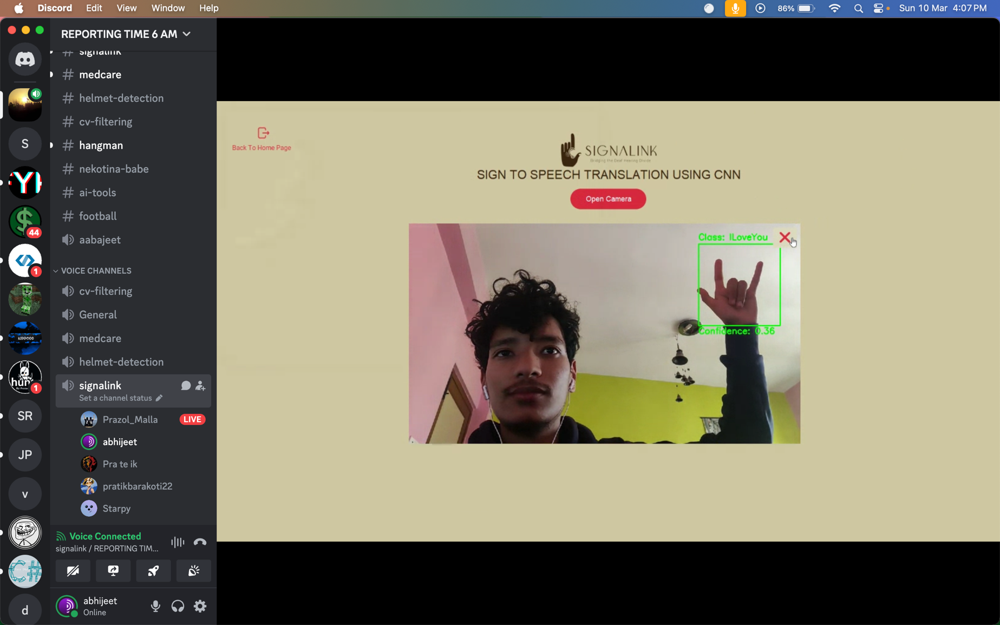 Discord Edit View Window Help
86%
Sun 10 Mar 4:07 PM
REPORTING TIME 6 AM
# signalink
# medcare
# helmet-detection
# cv-filtering
# hangman
# nekotina-babe
# ai-tools
# football
aabajeet
VOICE CHANNELS
cv-filtering
General
medcare
helmet-detection
signalink
Set a channel status
Prazol_Malla LIVE
abhijeet
Pra te ik
pratikbarakoti22
Starpy
Voice Connected
signalink / REPORTING TIM...
abhijeet
Online
S
44
1
KIDROCO
1
SR
JP
v
C#
d
Back To Home Page
SIGNALINK
Bridging the Deaf Hearing Divide
SIGN TO SPEECH TRANSLATION USING CNN
Open Camera
Class: ILoveYou
Confidence: 0.36